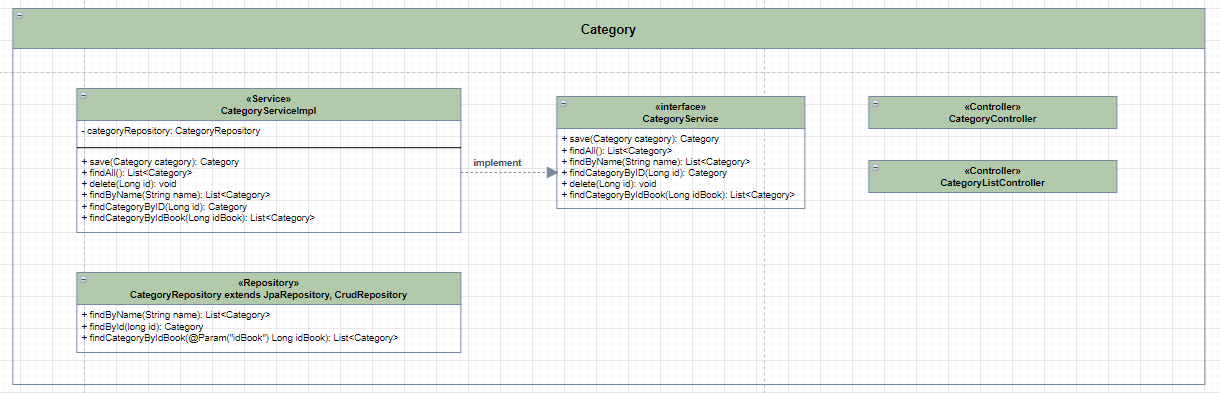 Category
«Service»
CategoryServiceImpl
- categoryRepository: CategoryRepository
+ save(Category category): Category
+ findAll(): List<Category>
+ delete(Long id): void
+ findByName(String name): List<Category>
+ findCategoryByID(Long id): Category
+ findCategoryByIdBook(Long idBook): List<Category>
implement
«interface»
CategoryService
+ save(Category category): Category
+ findAll(): List<Category>
+ findByName(String name): List<Category>
+ findCategoryByID(Long id): Category
+ delete(Long id): void
+ findCategoryByIdBook(Long idBook): List<Category>
«Controller»
CategoryController
«Controller»
CategoryListController
«Repository»
CategoryRepository extends JpaRepository, CrudRepository
+ findByName(String name): List<Category>
+ findById(long id): Category
+ findCategoryByIdBook(@Param("idBook") Long idBook): List<Category>